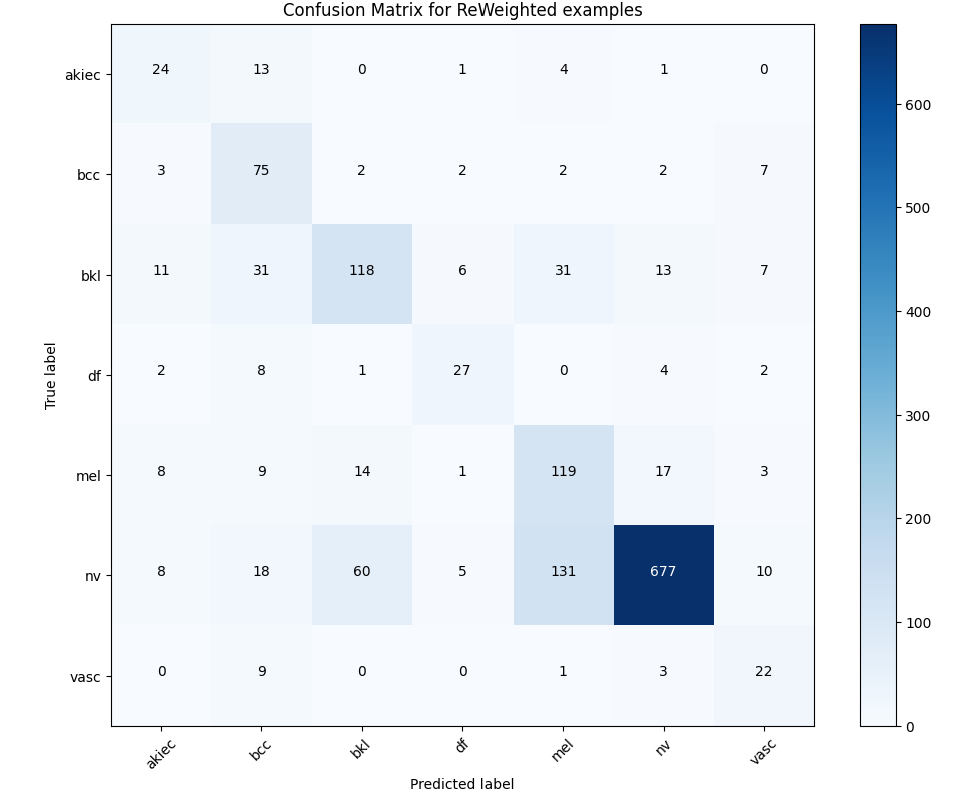 Confusion Matrix for ReWeighted examples
akiec 24 13 0 1 4 1 0
bcc 3 75 2 2 2 2 7
bkl 11 31 118 6 31 13 7
df 2 8 1 27 0 4 2
mel 8 9 14 1 119 17 3
nv 8 18 60 5 131 677 10
vasc 0 9 0 0 1 3 22
akiec bcc bkl df mel nv vasc
Predicted label
True label
600
500
400
300
200
100
0